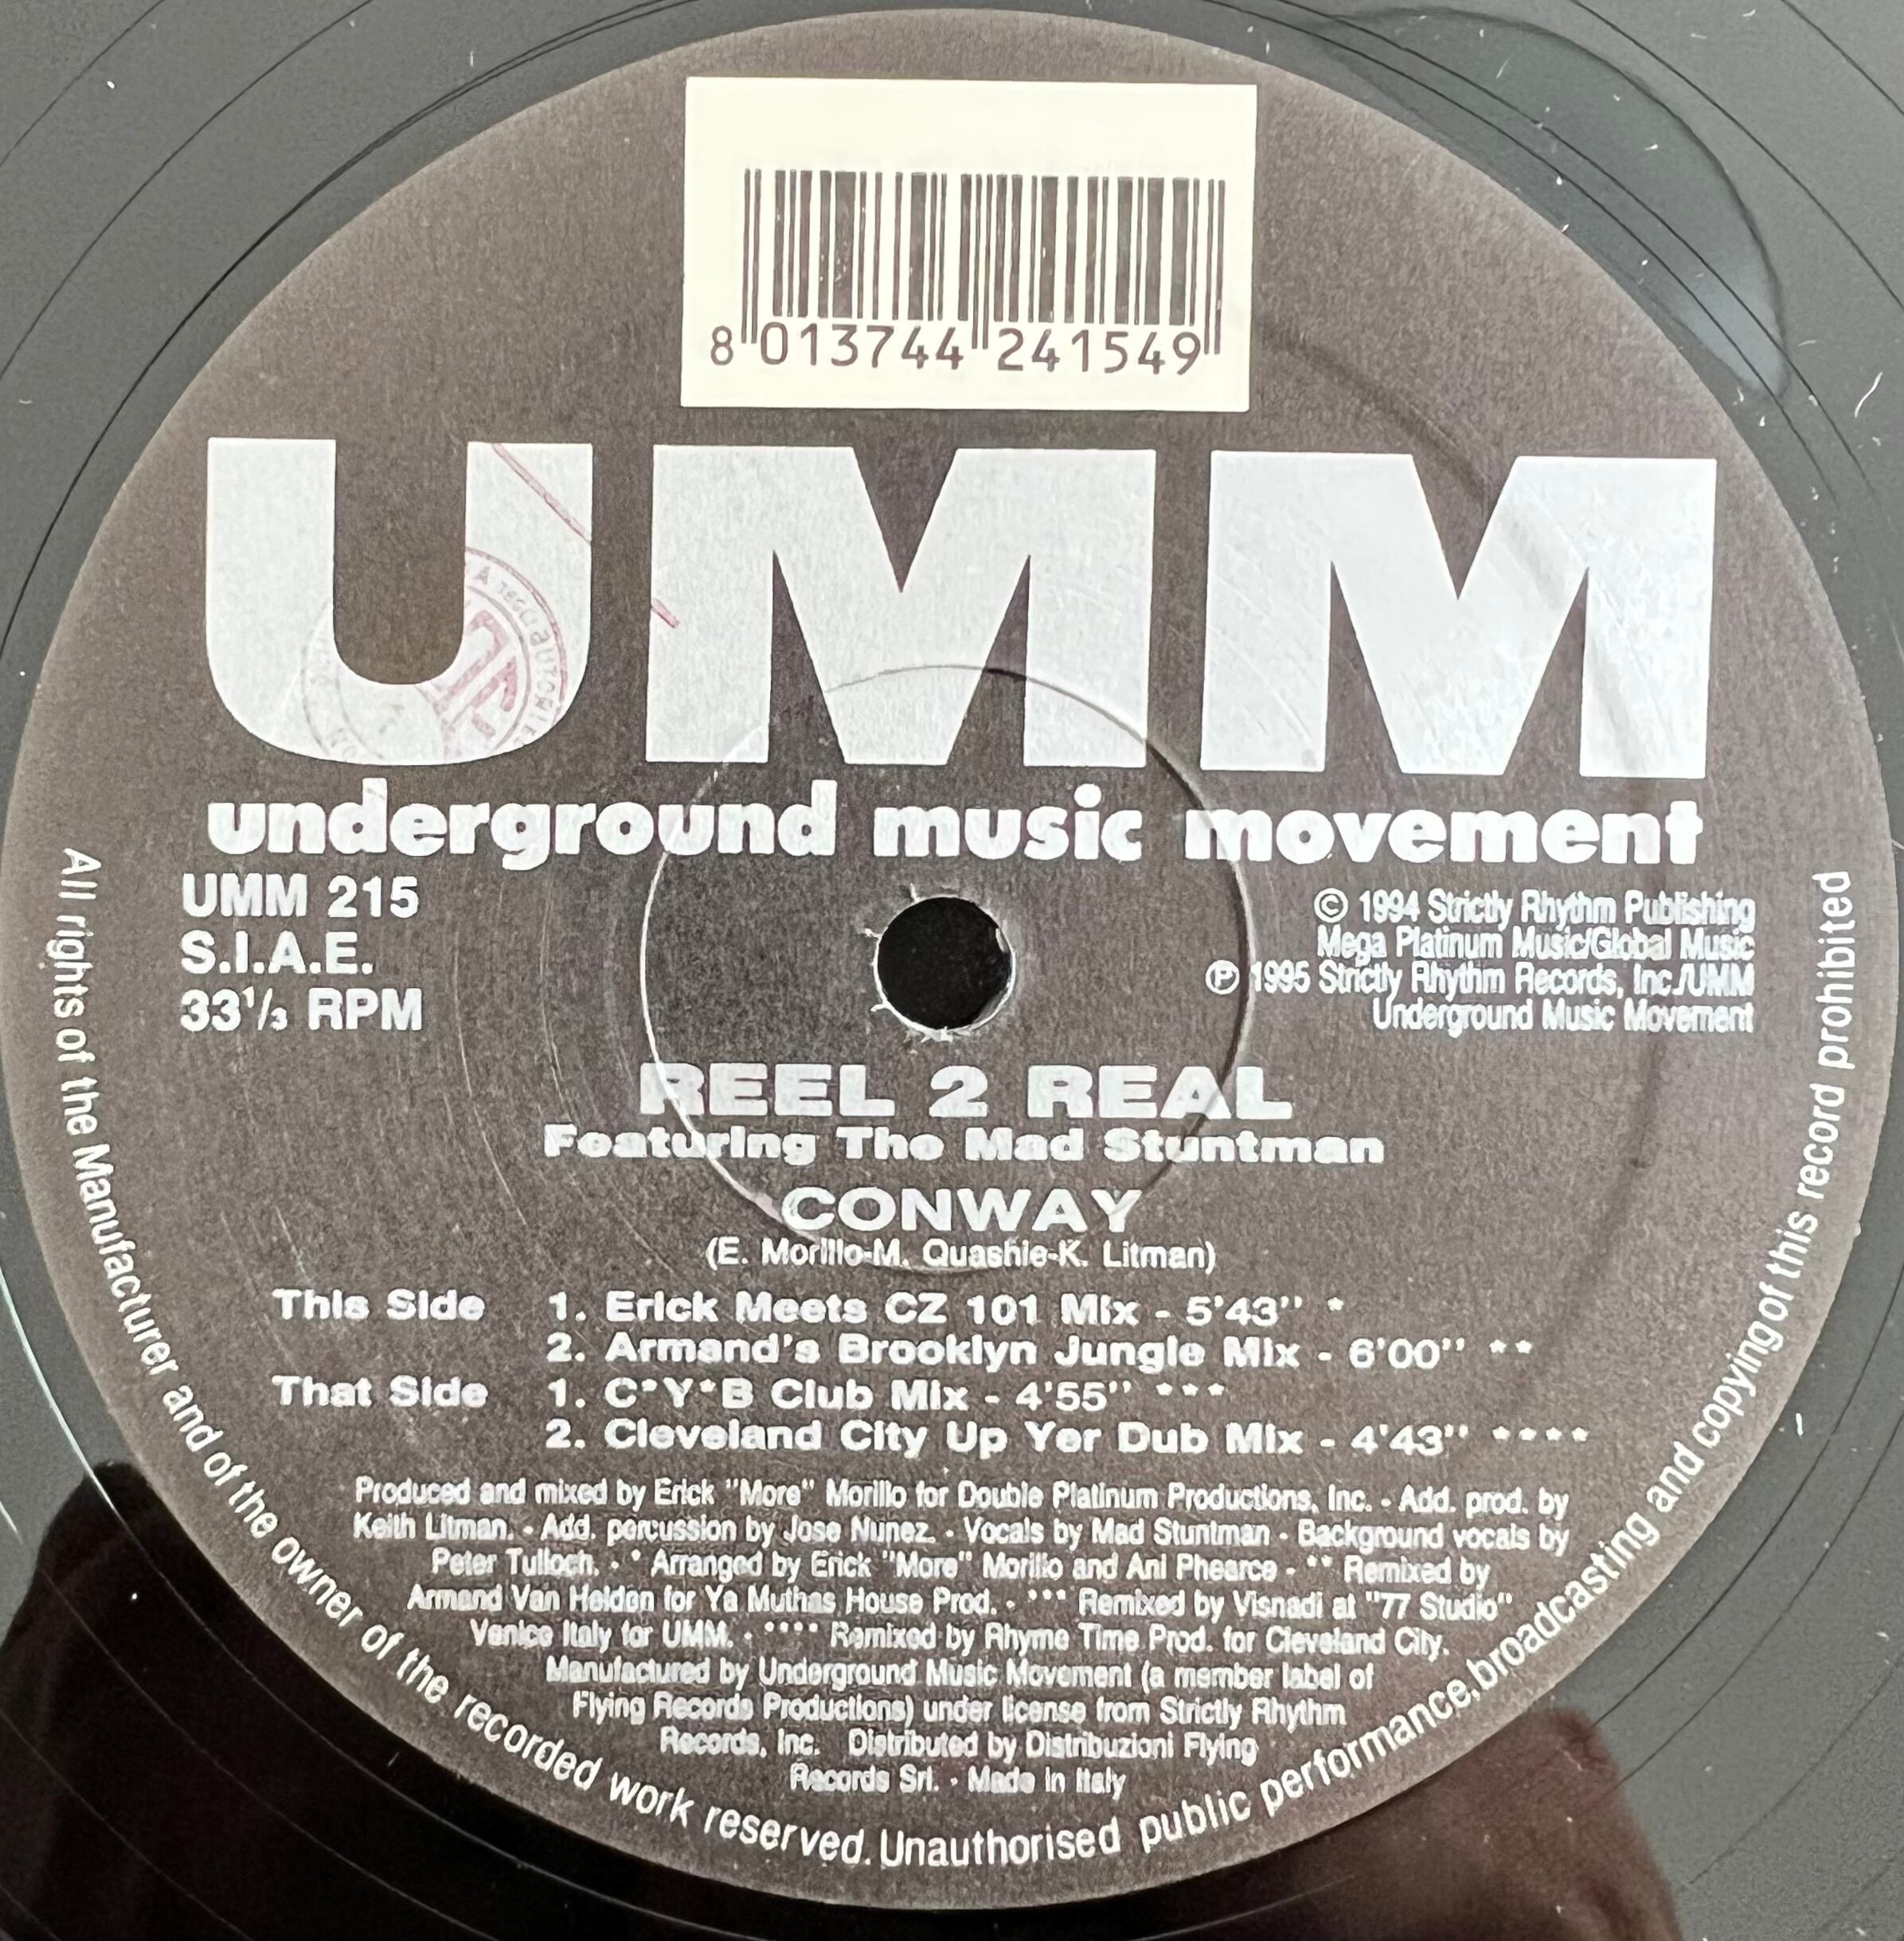 8 013744 241549
UMM
underground music movement
UMM 215
S.I.A.E.
33¹/₃ RPM
© 1994 Strictly Rhythm Publishing
Mega Platinum Music/Global Music
℗ 1995 Strictly Rhythm Records, Inc./UMM
Underground Music Movement
REEL 2 REAL
Featuring The Mad Stuntman
CONWAY
(E. Morillo-M. Quashie-K. Litman)
This Side 1. Erick Meets CZ 101 Mix - 5'43" *
2. Armand's Brooklyn Jungle Mix - 6'00" **
That Side 1. C*Y*B Club Mix - 4'55" ***
2. Cleveland City Up Yer Dub Mix - 4'43" ****
Produced and mixed by Erick "More" Morillo for Double Platinum Productions, Inc. - Add. prod. by
Keith Litman. - Add. percussion by Jose Nunez. - Vocals by Mad Stuntman - Background vocals by
Peter Tulloch. - * Arranged by Erick "More" Morillo and Ani Phearce - ** Remixed by
Armand Van Helden for Ya Muthas House Prod. - *** Remixed by Visnadi at "77 Studio"
Venice Italy for UMM. - **** Remixed by Rhyme Time Prod. for Cleveland City.
Manufactured by Underground Music Movement (a member label of
Flying Records Productions) under license from Strictly Rhythm
Records, Inc. Distributed by Distribuzioni Flying
Records Srl. - Made in Italy
All rights of the Manufacturer and of the owner of the recorded work reserved. Unauthorised public performance, broadcasting and copying of this record prohibited